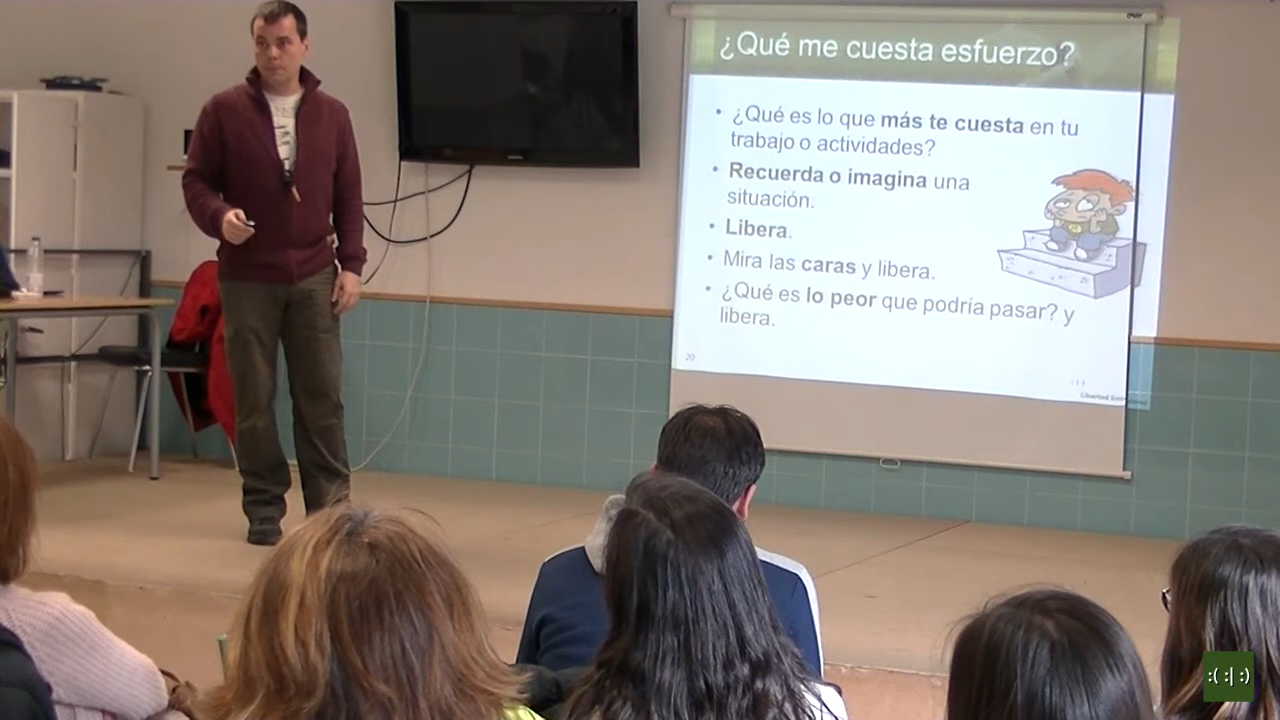 ¿Qué me cuesta esfuerzo?
• ¿Qué es lo que más te cuesta en tu
trabajo o actividades?
• Recuerda o imagina una
situación.
• Libera.
• Mira las caras y libera.
• ¿Qué es lo peor que podría pasar? y
libera.
20
Libertad
:( :| :)